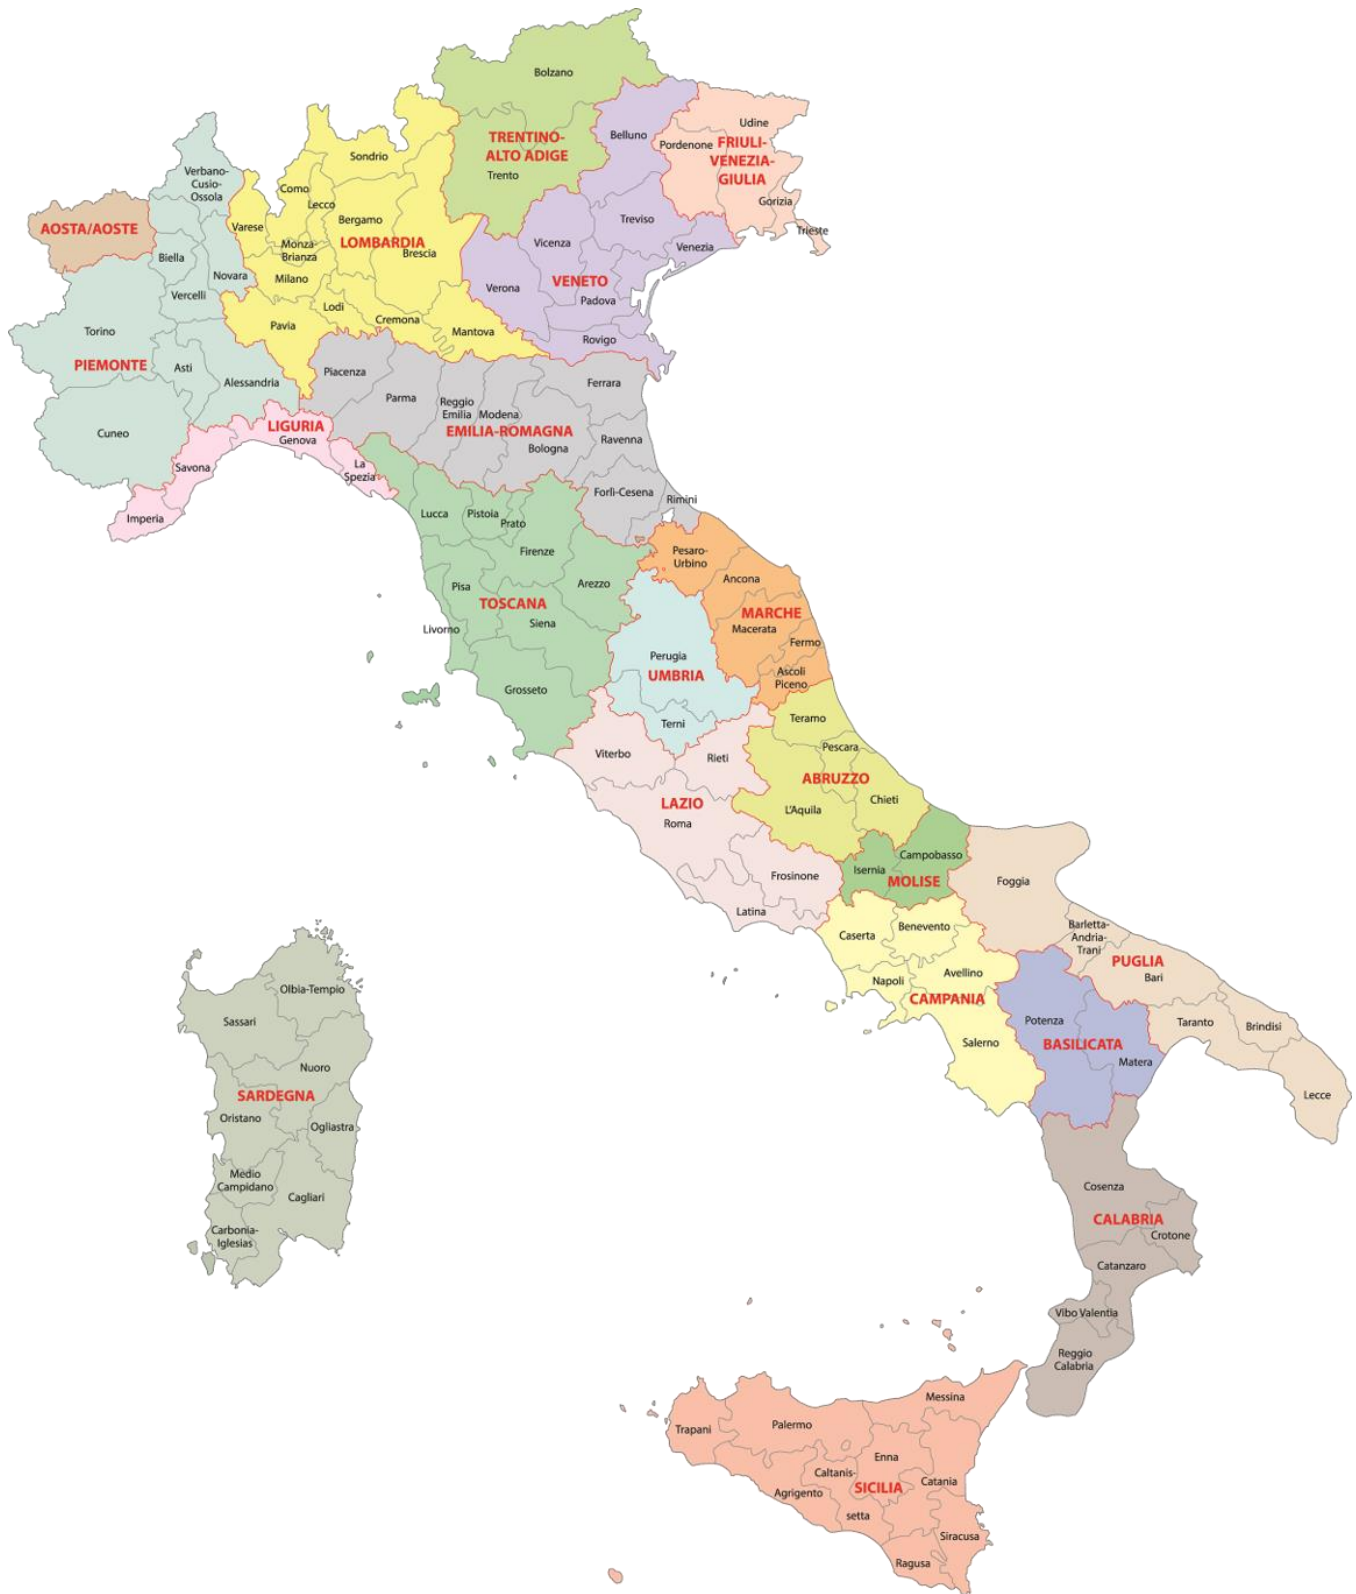 Bolzano
TRENTINO-
ALTO ADIGE
Trento
Belluno
Udine
Pordenone
FRIULI-
VENEZIA-
GIULIA
Gorizia
Trieste
Treviso
Vicenza
Venezia
VENETO
Verona
Padova
Rovigo
Sondrio
Como
Lecco
Bergamo
Varese
LOMBARDIA
Monza-
Brianza
Brescia
Milano
Lodi
Cremona
Pavia
Mantova
AOSTA/AOSTE
Verbano-
Cusio-
Ossola
Biella
Novara
Vercelli
Torino
PIEMONTE
Asti
Alessandria
Cuneo
LIGURIA
Genova
Savona
La
Spezia
Imperia
Piacenza
Parma
Reggio
Emilia
Modena
Ferrara
EMILIA-ROMAGNA
Bologna
Ravenna
Forlì-Cesena
Rimini
Lucca
Pistoia
Prato
Firenze
Pisa
Arezzo
TOSCANA
Livorno
Siena
Grosseto
Pesaro-
Urbino
Ancona
MARCHE
Macerata
Fermo
Ascoli
Piceno
Perugia
UMBRIA
Terni
Viterbo
Rieti
LAZIO
Roma
Frosinone
Latina
Teramo
Pescara
ABRUZZO
L'Aquila
Chieti
Campobasso
Isernia
MOLISE
Foggia
Barletta-
Andria-
Trani
PUGLIA
Bari
Taranto
Brindisi
Lecce
Caserta
Benevento
Avellino
Napoli
CAMPANIA
Salerno
Potenza
BASILICATA
Matera
Cosenza
CALABRIA
Crotone
Catanzaro
Vibo Valentia
Reggio
Calabria
Olbia-Tempio
Sassari
Nuoro
SARDEGNA
Oristano
Ogliastra
Medio
Campidano
Cagliari
Carbonia-
Iglesias
Messina
Trapani
Palermo
Enna
Caltanis-
Catania
SICILIA
Agrigento
setta
Siracusa
Ragusa